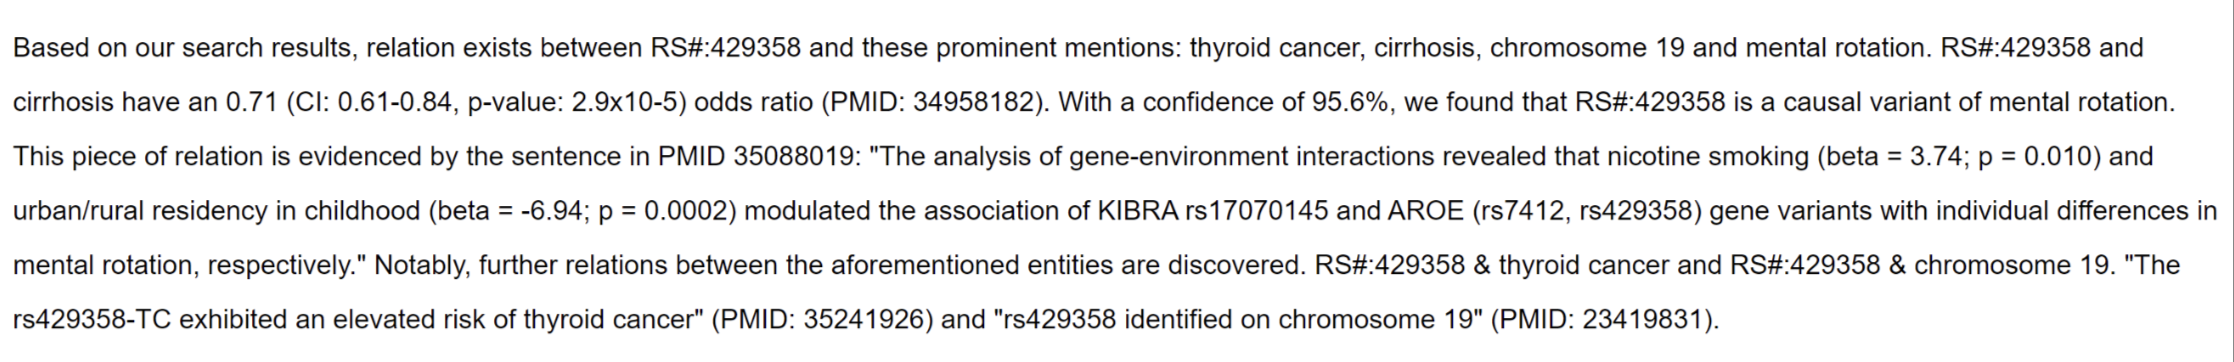 Based on our search results, relation exists between RS#:429358 and these prominent mentions: thyroid cancer, cirrhosis, chromosome 19 and mental rotation. RS#:429358 and
cirrhosis have an 0.71 (CI: 0.61-0.84, p-value: 2.9x10-5) odds ratio (PMID: 34958182). With a confidence of 95.6%, we found that RS#:429358 is a causal variant of mental rotation.
This piece of relation is evidenced by the sentence in PMID 35088019: "The analysis of gene-environment interactions revealed that nicotine smoking (beta = 3.74; p = 0.010) and
urban/rural residency in childhood (beta = -6.94; p = 0.0002) modulated the association of KIBRA rs17070145 and AROE (rs7412, rs429358) gene variants with individual differences in
mental rotation, respectively." Notably, further relations between the aforementioned entities are discovered. RS#:429358 & thyroid cancer and RS#:429358 & chromosome 19. "The
rs429358-TC exhibited an elevated risk of thyroid cancer" (PMID: 35241926) and "rs429358 identified on chromosome 19" (PMID: 23419831).